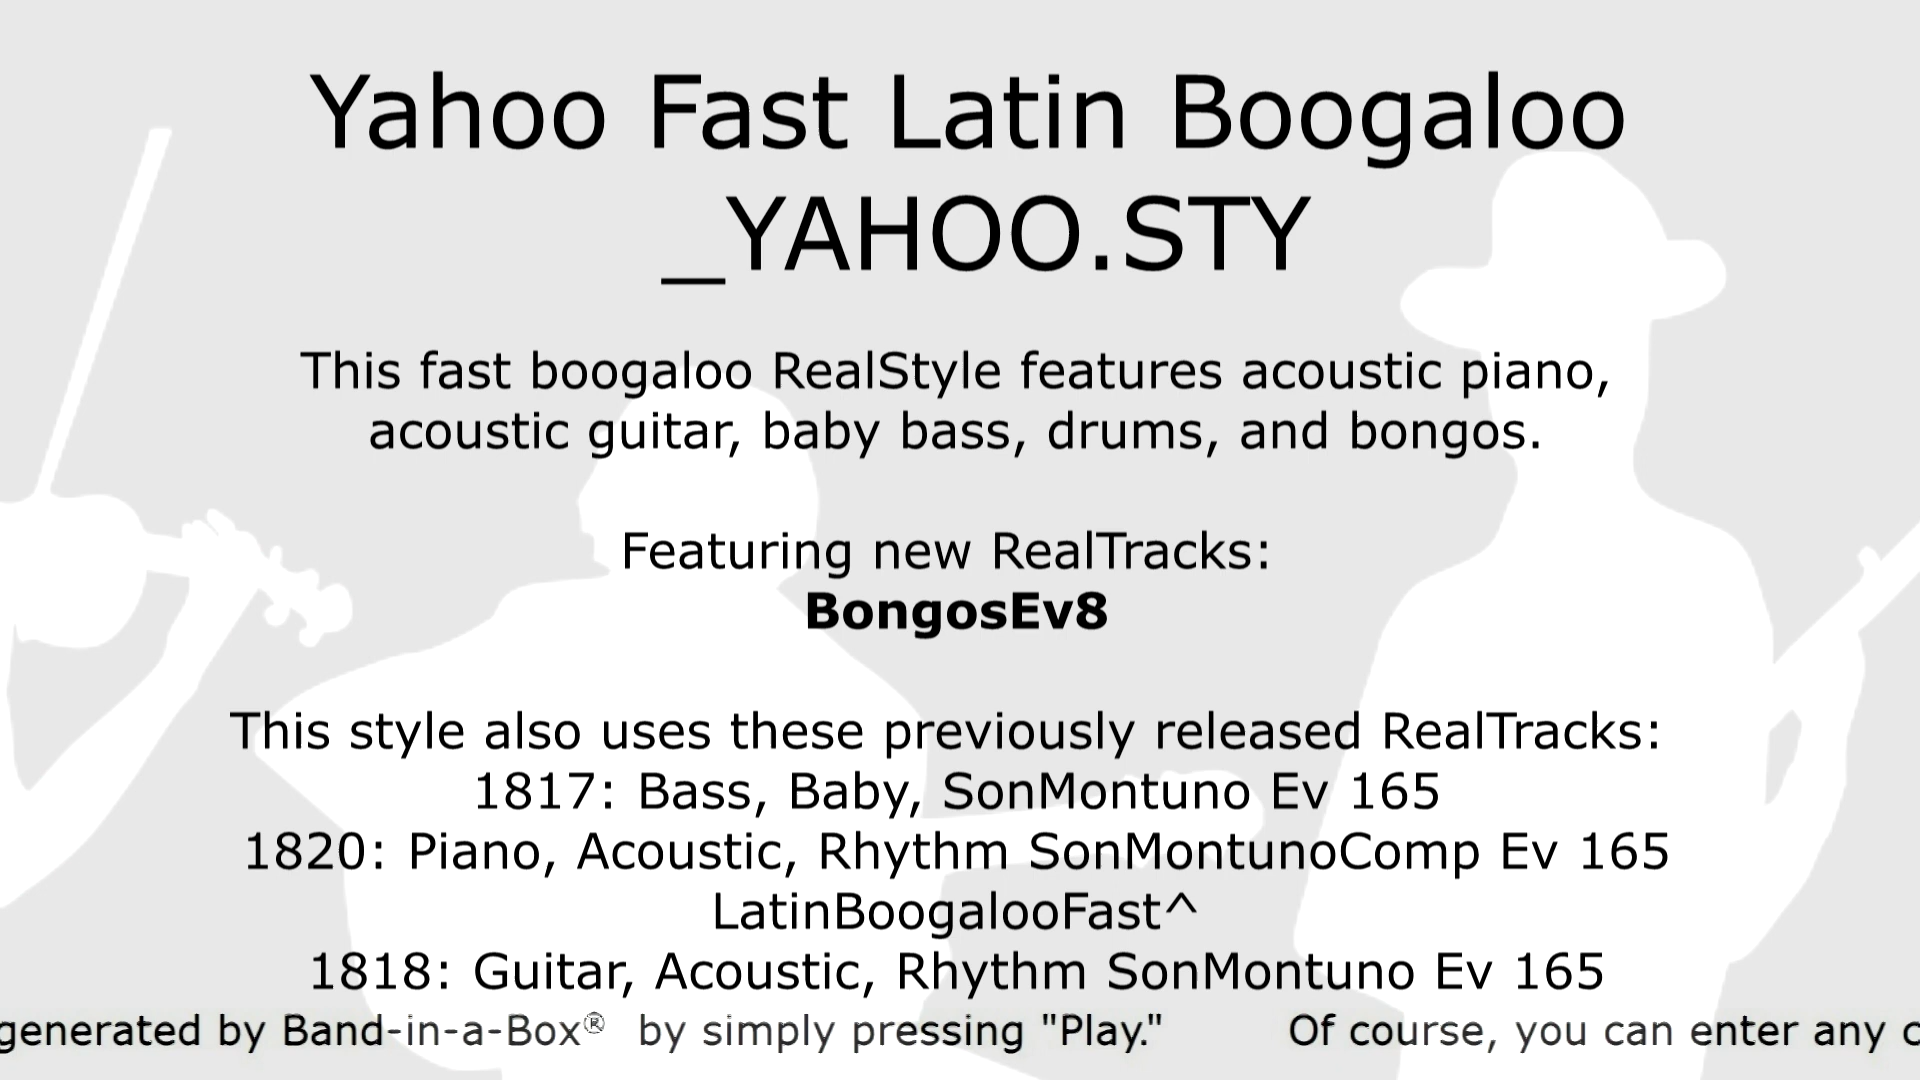 Yahoo Fast Latin Boogaloo
_YAHOO.STY
This fast boogaloo RealStyle features acoustic piano,
acoustic guitar, baby bass, drums, and bongos.
Featuring new RealTracks:
BongosEv8
This style also uses these previously released RealTracks:
1817: Bass, Baby, SonMontuno Ev 165
1820: Piano, Acoustic, Rhythm SonMontunoComp Ev 165
LatinBoogalooFast^
1818: Guitar, Acoustic, Rhythm SonMontuno Ev 165
generated by Band-in-a-Box® by simply pressing "Play." Of course, you can enter any